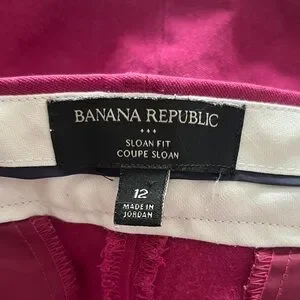 BANANA REPUBLIC
SLOAN FIT
COUPE SLOAN
12
MADE IN
JORDAN